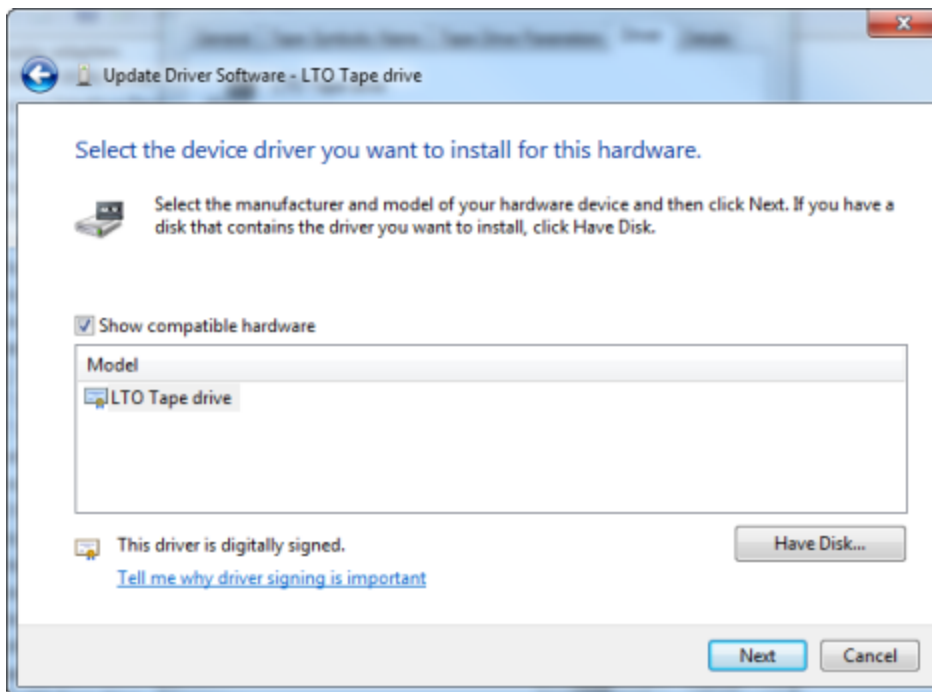 Update Driver Software - LTO Tape drive
Select the device driver you want to install for this hardware.
Select the manufacturer and model of your hardware device and then click Next. If you have a
disk that contains the driver you want to install, click Have Disk.
Show compatible hardware
Model
LTO Tape drive
This driver is digitally signed.
Have Disk...
Tell me why driver signing is important
Next
Cancel